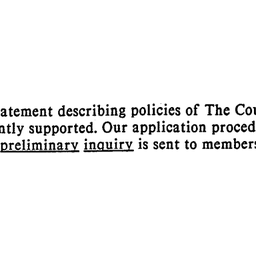 atement describing policies of The Cou
ntly supported. Our application proced
preliminary inquiry is sent to members